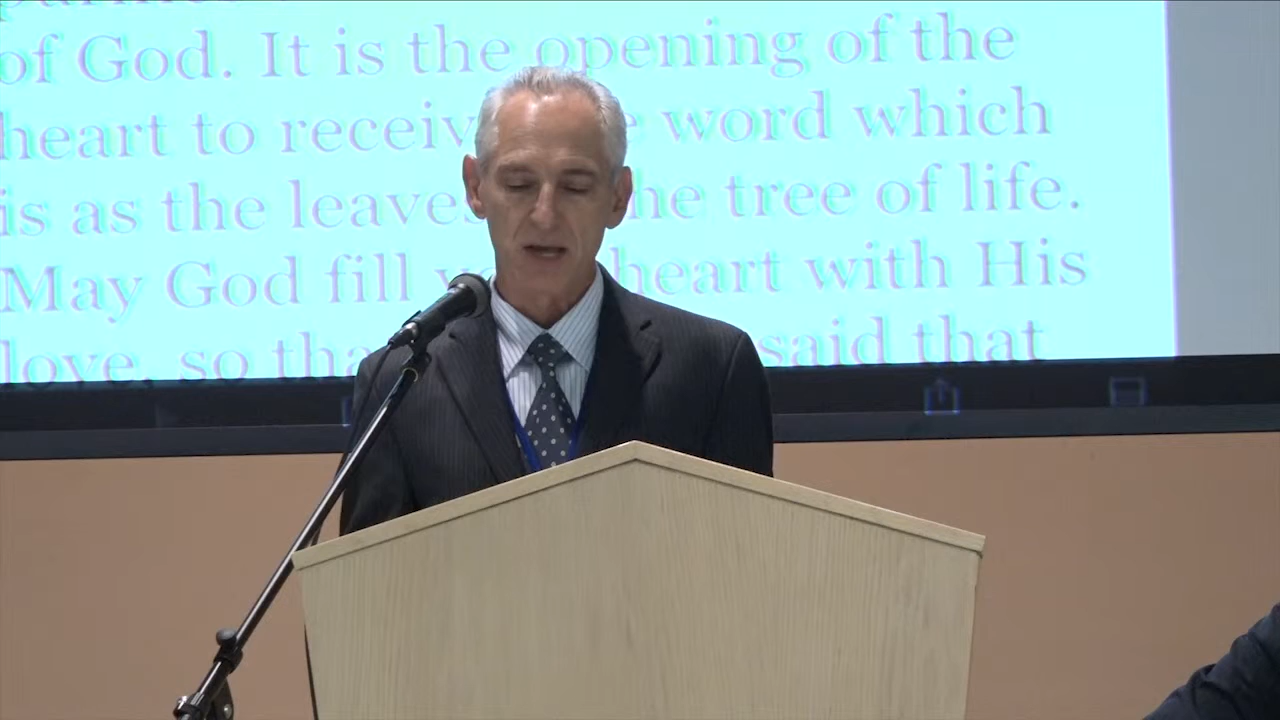 of God. It is the opening of the
heart to receiv word which
is as the leaves he tree of life.
May God fill heart with His
love, so tha said that